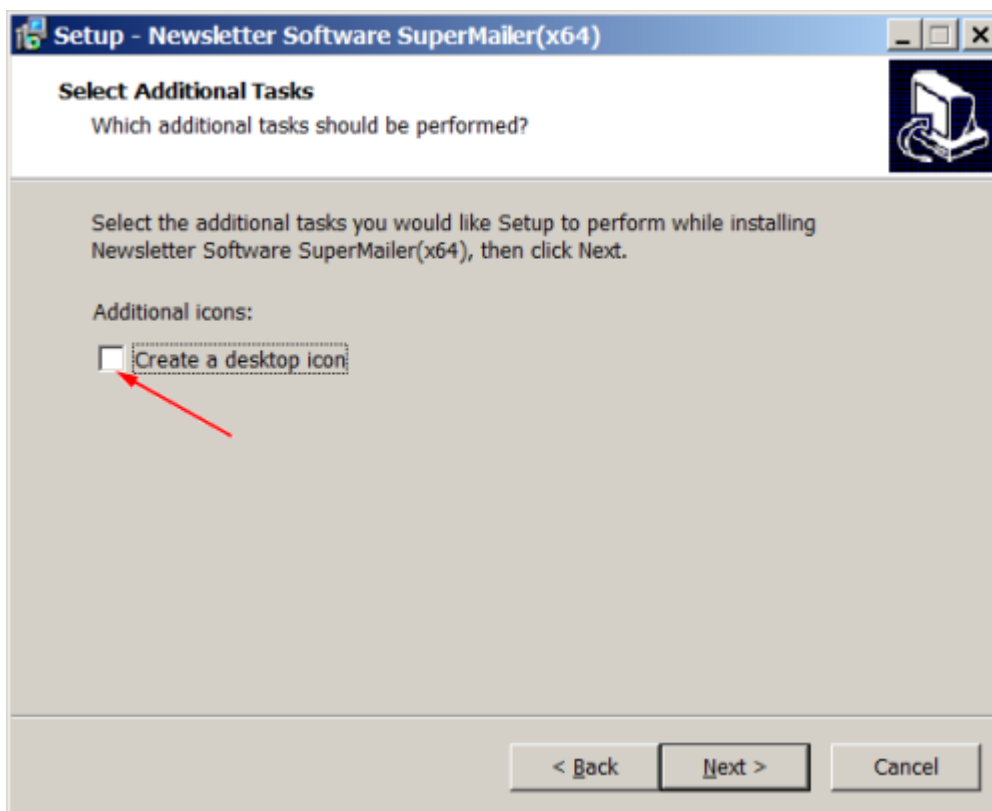 Setup - Newsletter Software SuperMailer(x64)
Select Additional Tasks
Which additional tasks should be performed?
Select the additional tasks you would like Setup to perform while installing
Newsletter Software SuperMailer(x64), then click Next.
Additional icons:
Create a desktop icon
< Back Next > Cancel